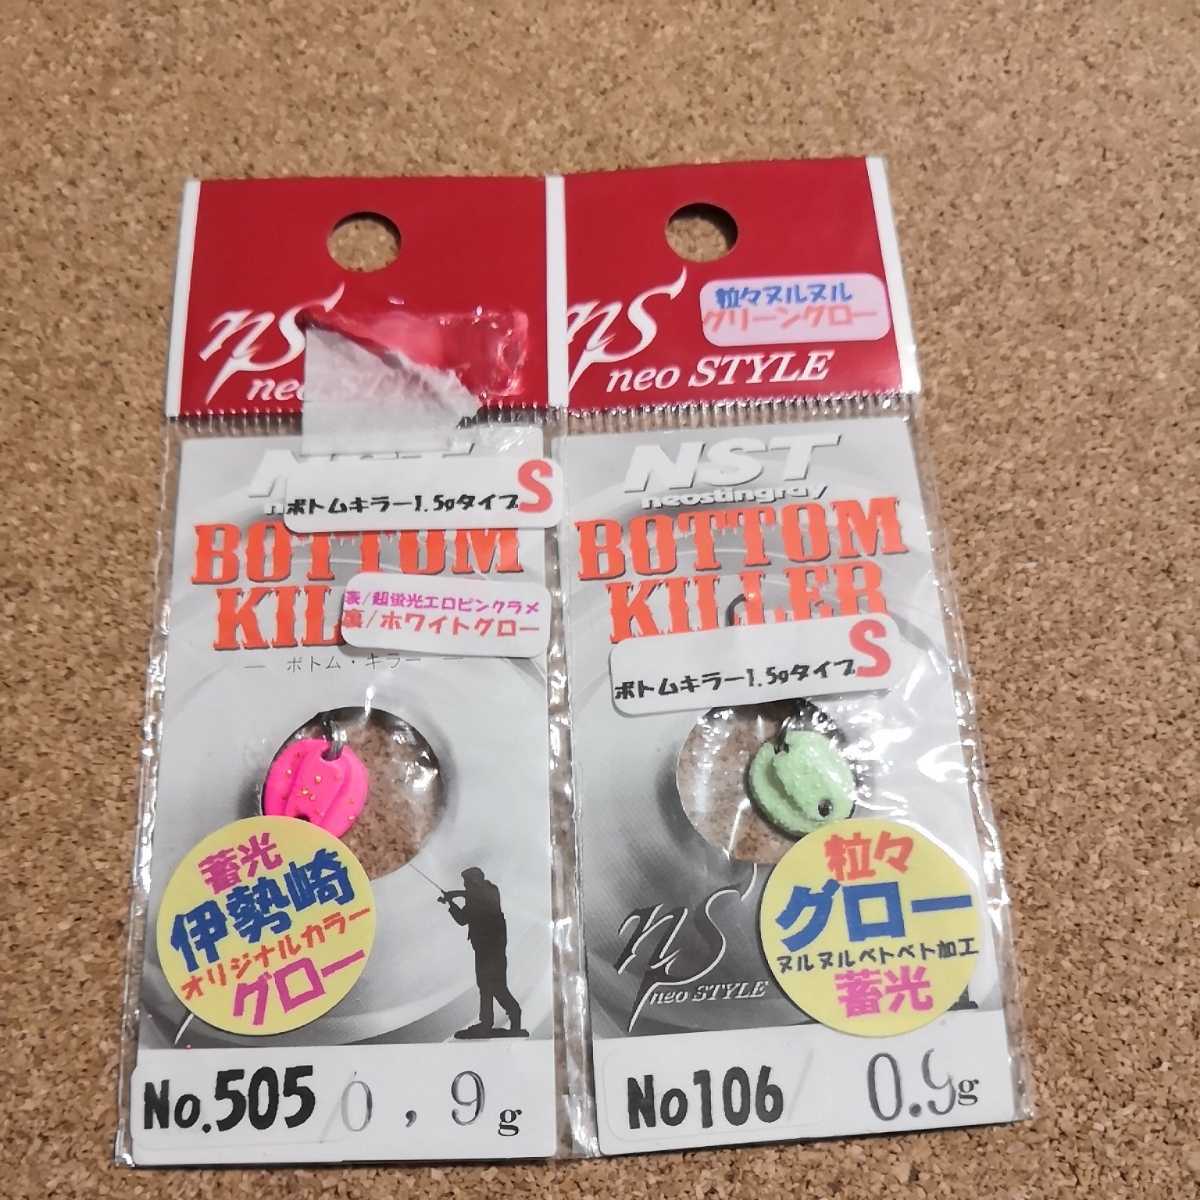 ns
neo STYLE
NST
ボトムキラー1.5gタイプS
BOTTOM
KILLER
表/超蛍光エロピンクラメ
裏/ホワイトグロー
ボトム・キラー
蓄光
伊勢崎
オリジナルカラー
グロー
No.505
0,9g
ns
neo STYLE
粒々ヌルヌル
グリーングロー
NST
neostingray
BOTTOM
KILLER
ボトムキラー1.5gタイプS
粒々
グロー
ヌルヌルベトベト加工
蓄光
ns
neo STYLE
No106
0.9g